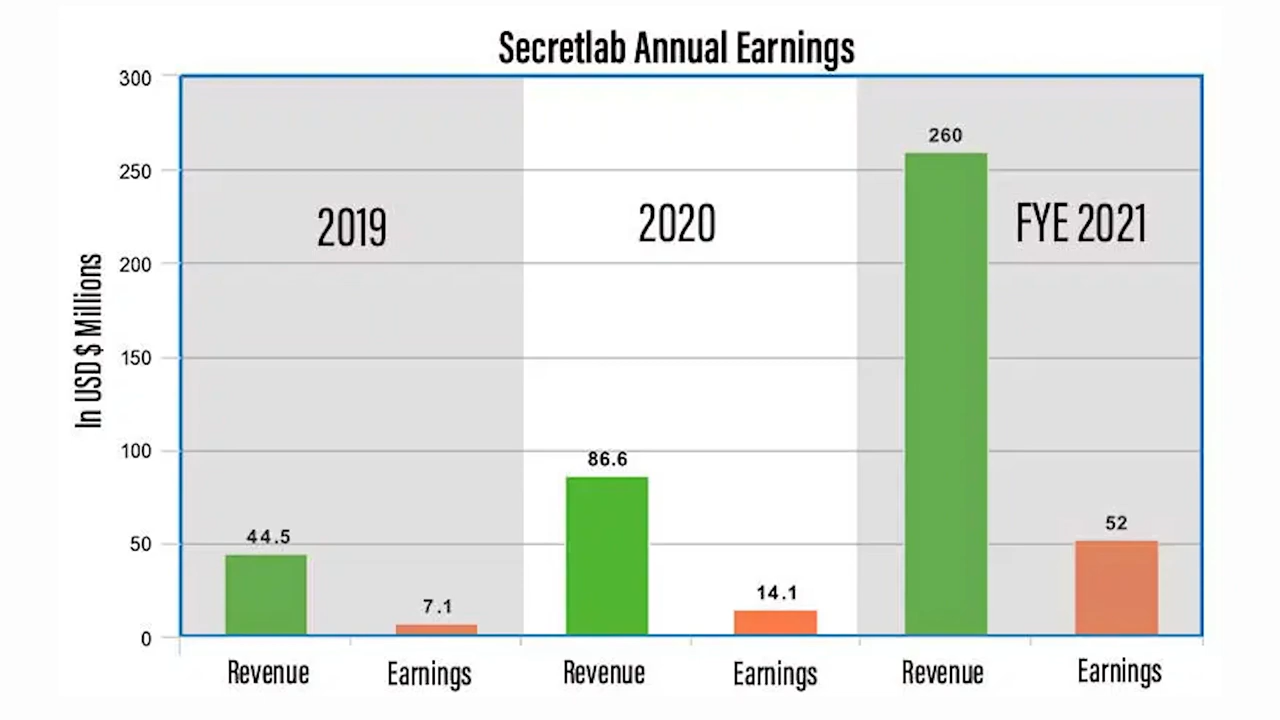 Secretlab Annual Earnings
In USD $ Millions
300
250
200
150
100
50
0
2019
2020
FYE 2021
44.5
7.1
86.6
14.1
260
52
Revenue
Earnings
Revenue
Earnings
Revenue
Earnings